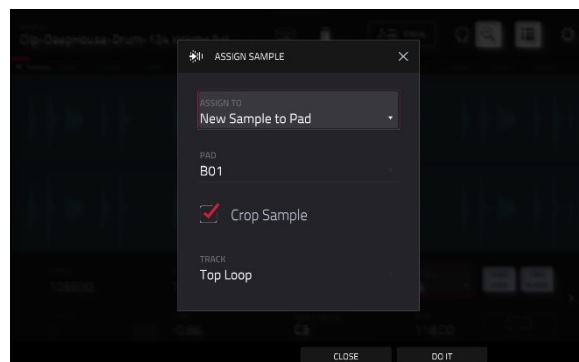 ASSIGN SAMPLE
ASSIGN TO
New Sample to Pad
PAD
B01
Crop Sample
TRACK
Top Loop
CLOSE
DO IT